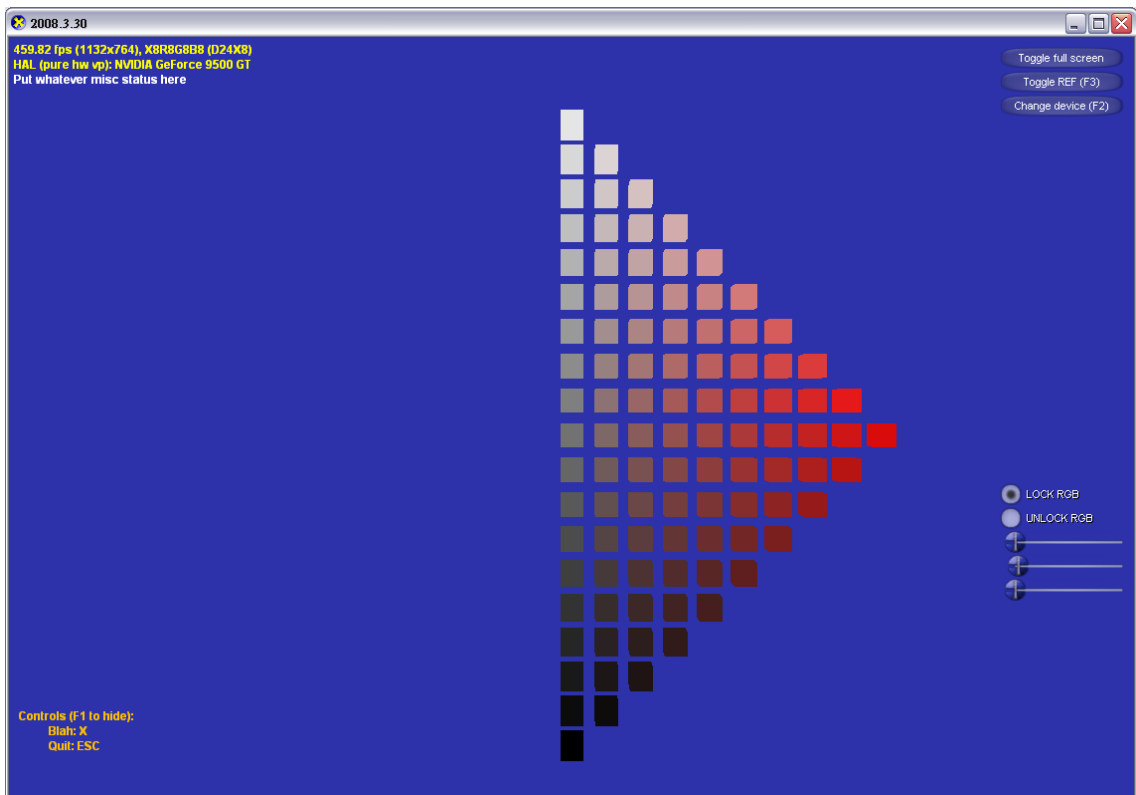 2008.3.30
459.82 fps (1132x764), X8R8G8B8 (D24X8)
HAL (pure hw vp): NVIDIA GeForce 9500 GT
Put whatever misc status here
Toggle full screen
Toggle REF (F3)
Change device (F2)
LOCK RGB
UNLOCK RGB
Controls (F1 to hide):
Blah: X
Quit: ESC